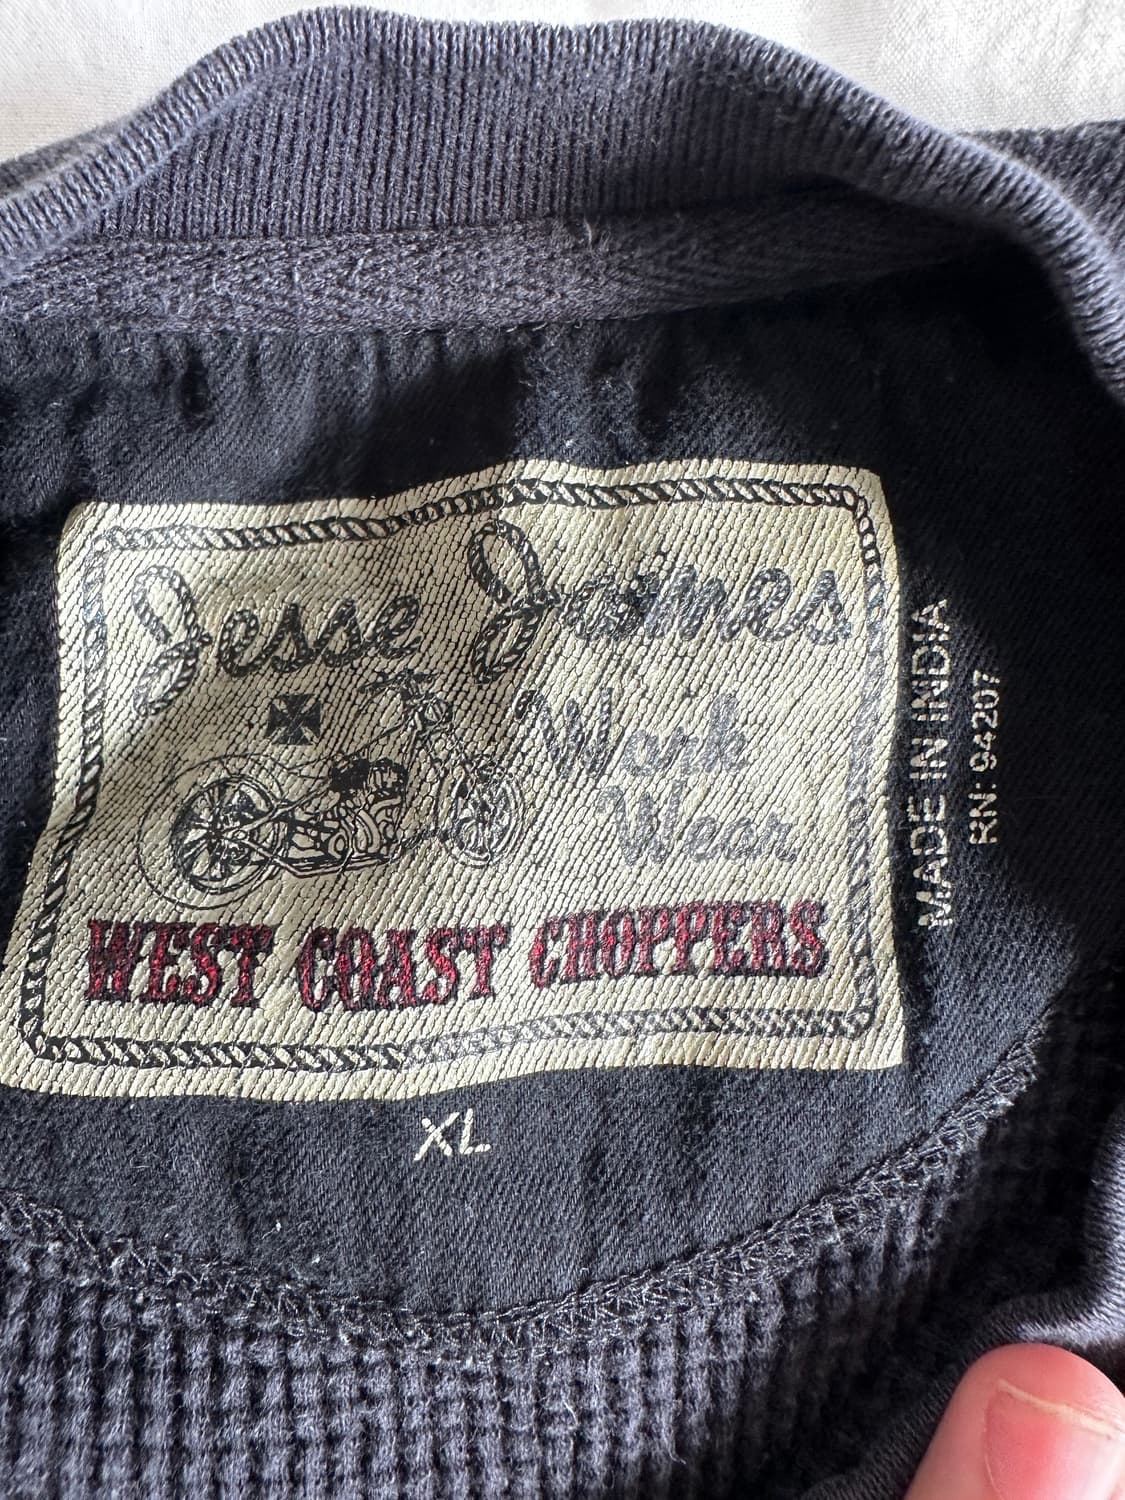 Jesse James
Work
Wear
WEST COAST CHOPPERS
XL
MADE IN INDIA
RN: 94207